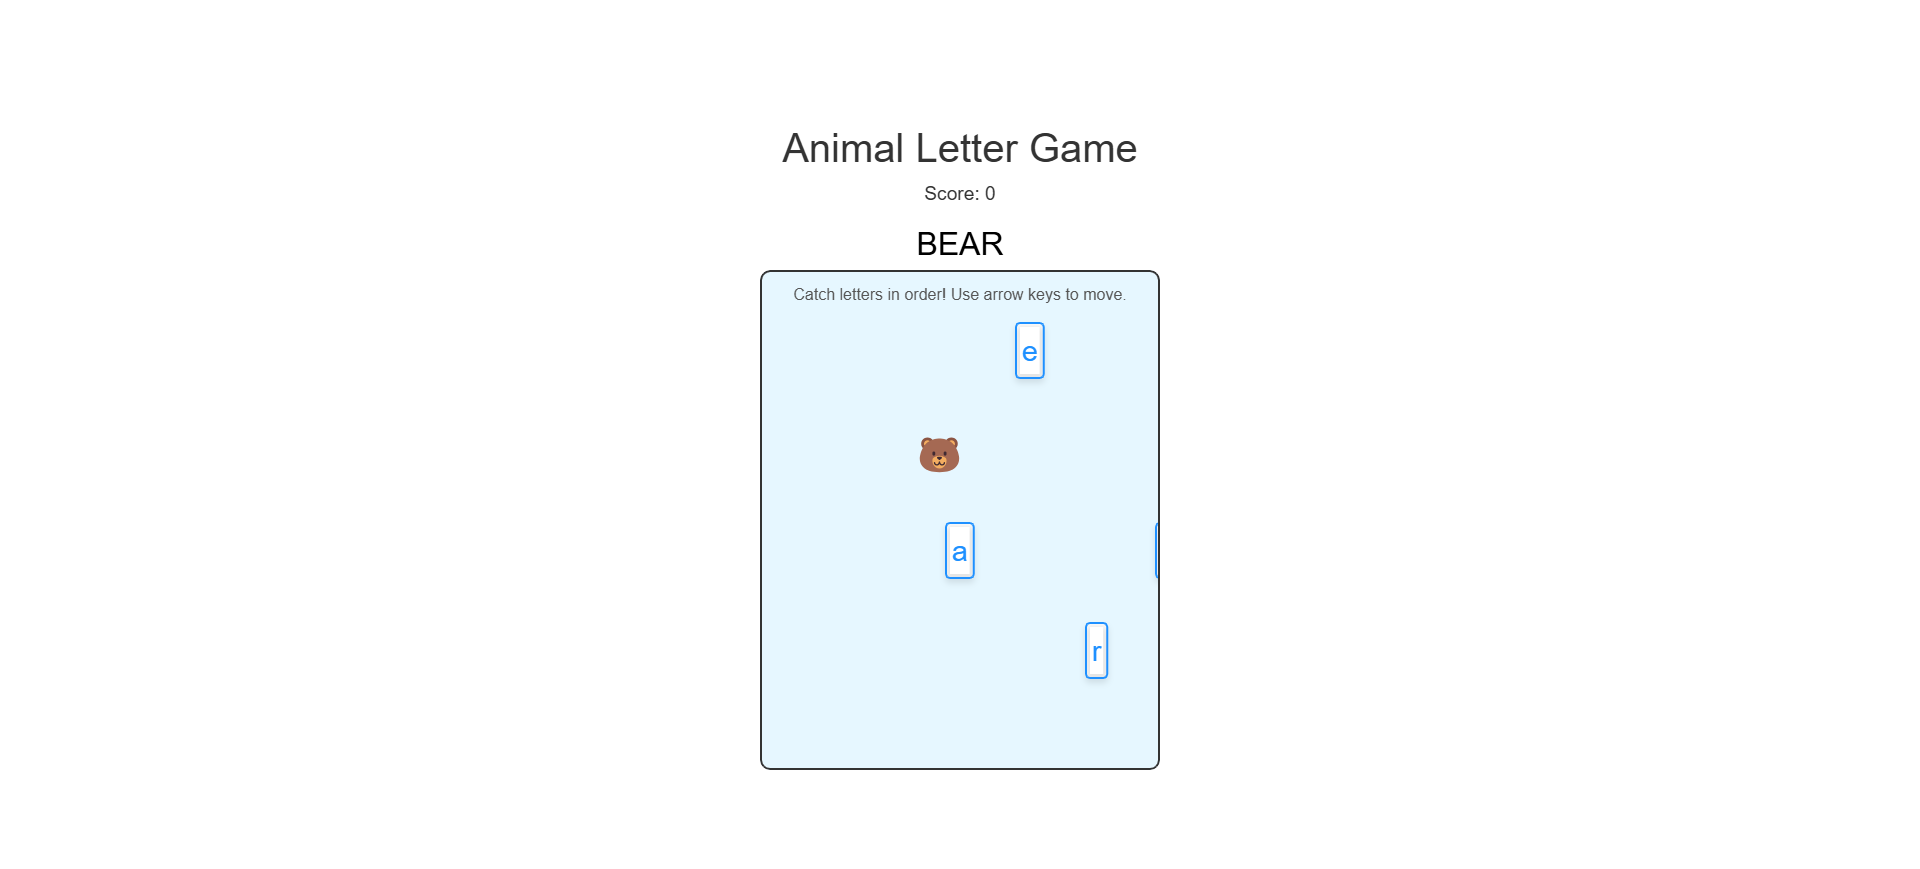 Animal Letter Game
Score: 0
BEAR
Catch letters in order! Use arrow keys to move.
e
a
r